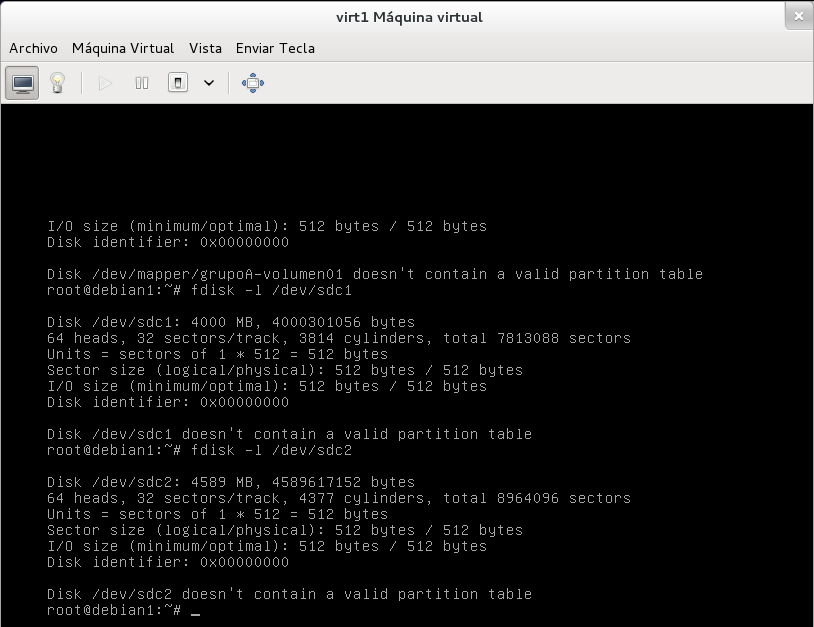 virt1 Máquina virtual
Archivo Máquina Virtual Vista Enviar Tecla
I/O size (minimum/optimal): 512 bytes / 512 bytes
Disk identifier: 0x00000000
Disk /dev/mapper/grupoA-volumen01 doesn't contain a valid partition table
root@debian1:~# fdisk -l /dev/sdc1
Disk /dev/sdc1: 4000 MB, 4000301056 bytes
64 heads, 32 sectors/track, 3814 cylinders, total 7813088 sectors
Units = sectors of 1 * 512 = 512 bytes
Sector size (logical/physical): 512 bytes / 512 bytes
I/O size (minimum/optimal): 512 bytes / 512 bytes
Disk identifier: 0x00000000
Disk /dev/sdc1 doesn't contain a valid partition table
root@debian1:~# fdisk -l /dev/sdc2
Disk /dev/sdc2: 4589 MB, 4589617152 bytes
64 heads, 32 sectors/track, 4377 cylinders, total 8964096 sectors
Units = sectors of 1 * 512 = 512 bytes
Sector size (logical/physical): 512 bytes / 512 bytes
I/O size (minimum/optimal): 512 bytes / 512 bytes
Disk identifier: 0x00000000
Disk /dev/sdc2 doesn't contain a valid partition table
root@debian1:~# _